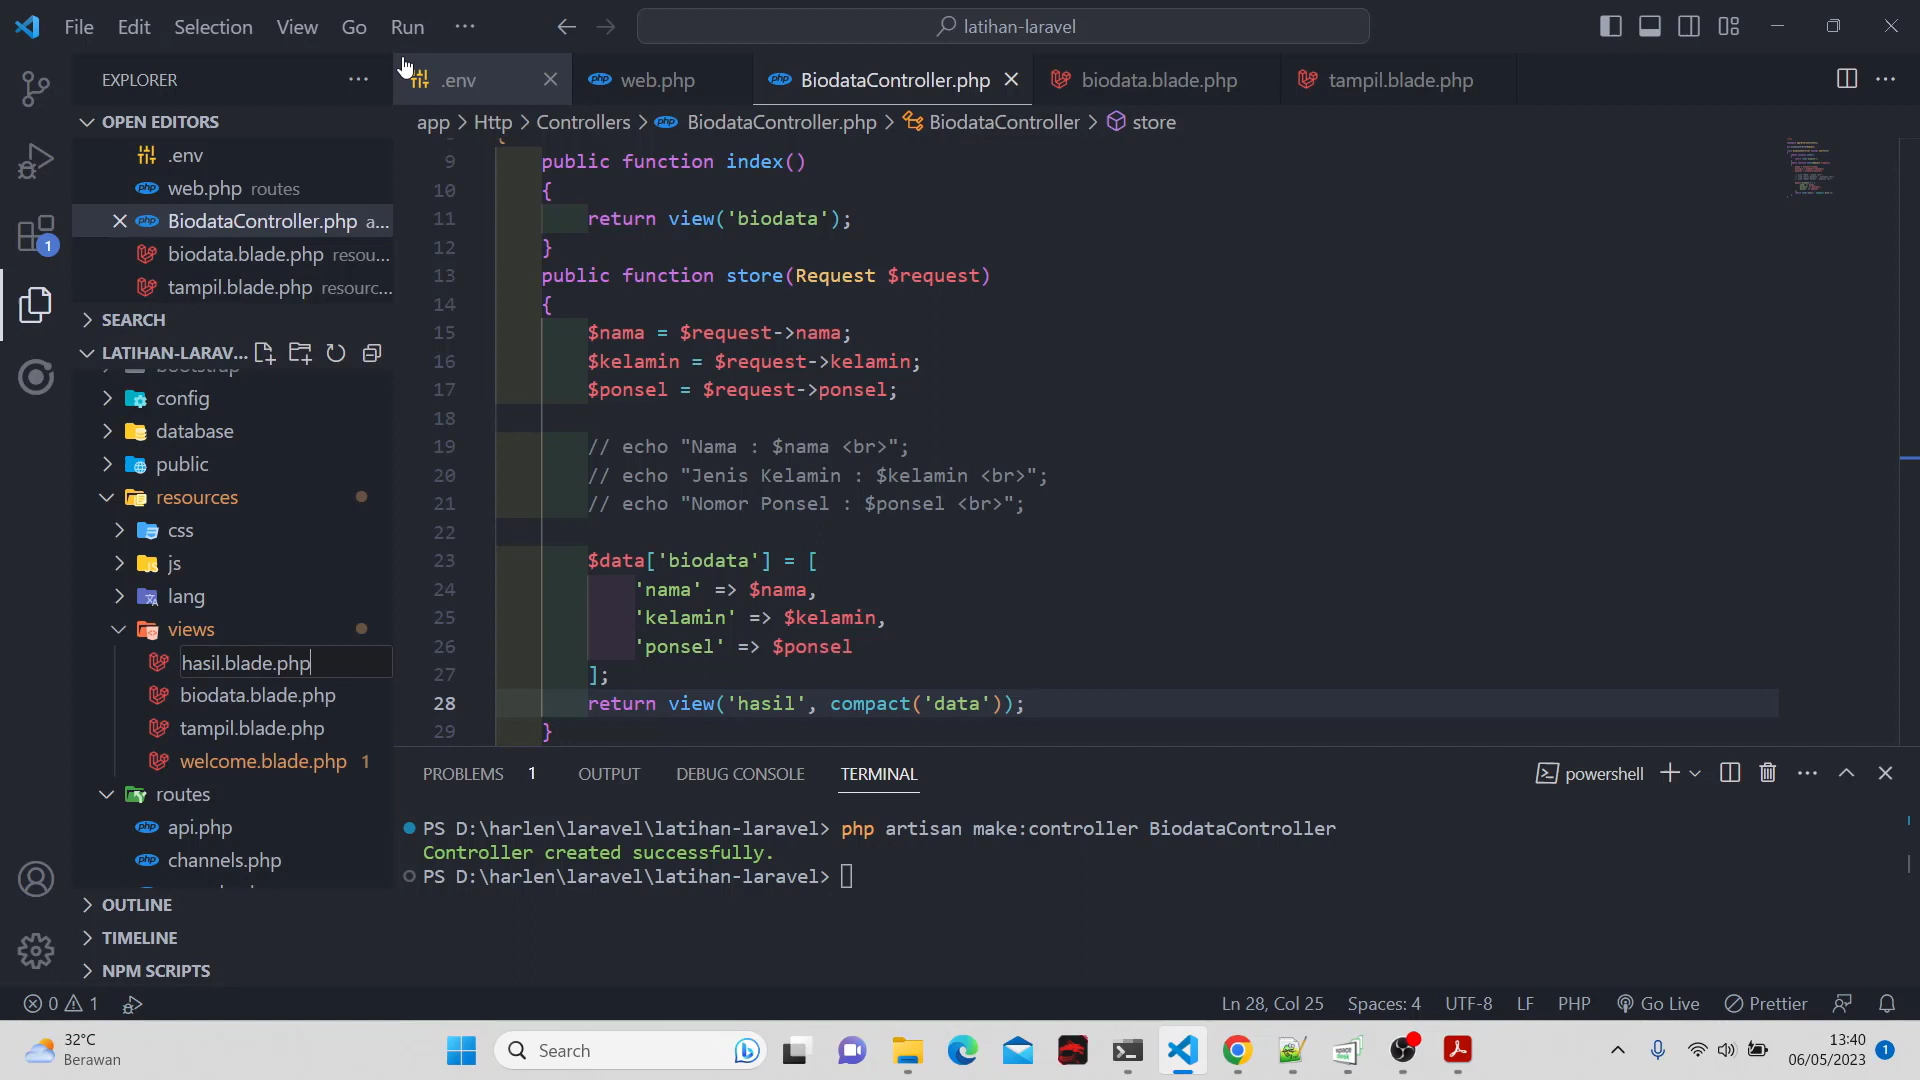 File Edit Selection View Go Run ···
latihan-laravel
EXPLORER
.env
web.php
BiodataController.php
biodata.blade.php
tampil.blade.php
OPEN EDITORS
.env
web.php routes
BiodataController.php a...
biodata.blade.php resou...
tampil.blade.php resourc...
SEARCH
LATIHAN-LARAV...
bootstrap
config
database
public
resources
css
js
lang
views
hasil.blade.php
biodata.blade.php
tampil.blade.php
welcome.blade.php 1
routes
api.php
channels.php
OUTLINE
TIMELINE
NPM SCRIPTS
1
app > Http > Controllers > BiodataController.php > BiodataController > store
9 public function index()
10 {
11 return view('biodata');
12 }
13 public function store(Request $request)
14 {
15 $nama = $request->nama;
16 $kelamin = $request->kelamin;
17 $ponsel = $request->ponsel;
18
19 // echo "Nama : $nama <br>";
20 // echo "Jenis Kelamin : $kelamin <br>";
21 // echo "Nomor Ponsel : $ponsel <br>";
22
23 $data['biodata'] = [
24 'nama' => $nama,
25 'kelamin' => $kelamin,
26 'ponsel' => $ponsel
27 ];
28 return view('hasil', compact('data'));
29 }
PROBLEMS 1 OUTPUT DEBUG CONSOLE TERMINAL
powershell
PS D:\harlen\laravel\latihan-laravel> php artisan make:controller BiodataController
Controller created successfully.
PS D:\harlen\laravel\latihan-laravel>
0 1
Ln 28, Col 25 Spaces: 4 UTF-8 LF PHP Go Live Prettier
32°C
Berawan
Search
13:40
06/05/2023
1